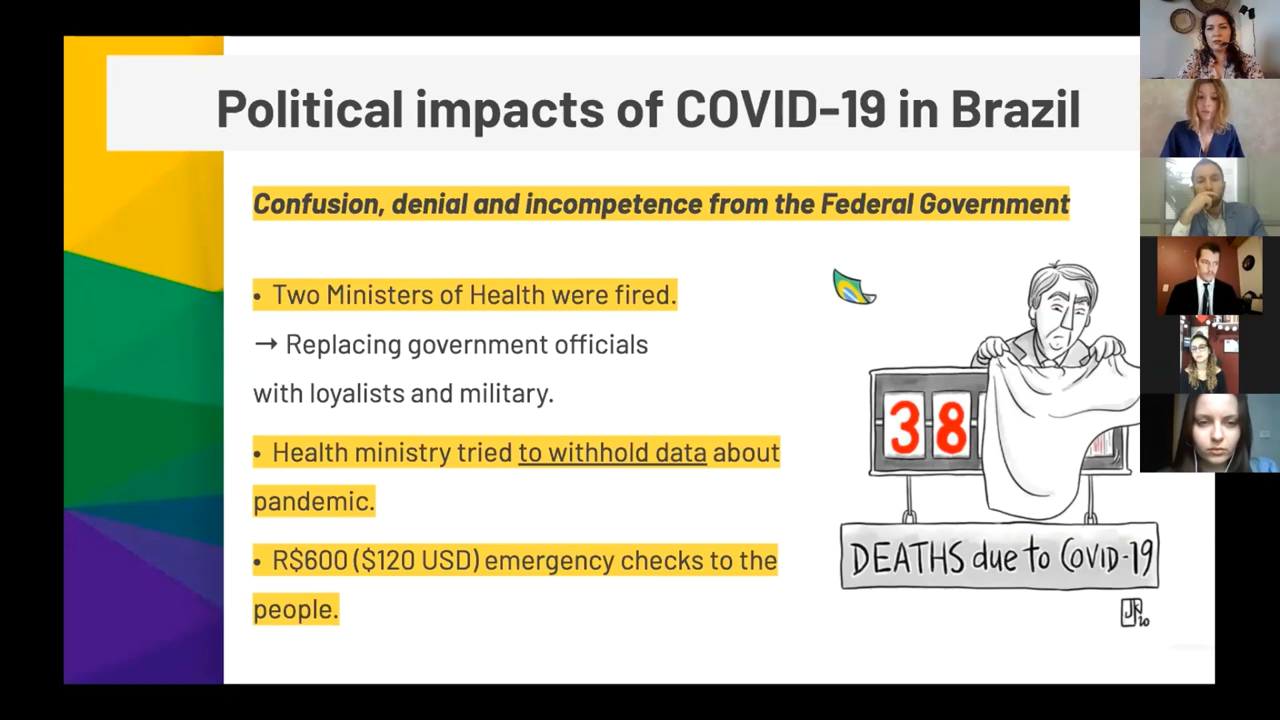 Political impacts of COVID-19 in Brazil
Confusion, denial and incompetence from the Federal Government
• Two Ministers of Health were fired.
→ Replacing government officials
with loyalists and military.
• Health ministry tried to withhold data about
pandemic.
• R$600 ($120 USD) emergency checks to the
people.
38
DEATHS due to COVID-19